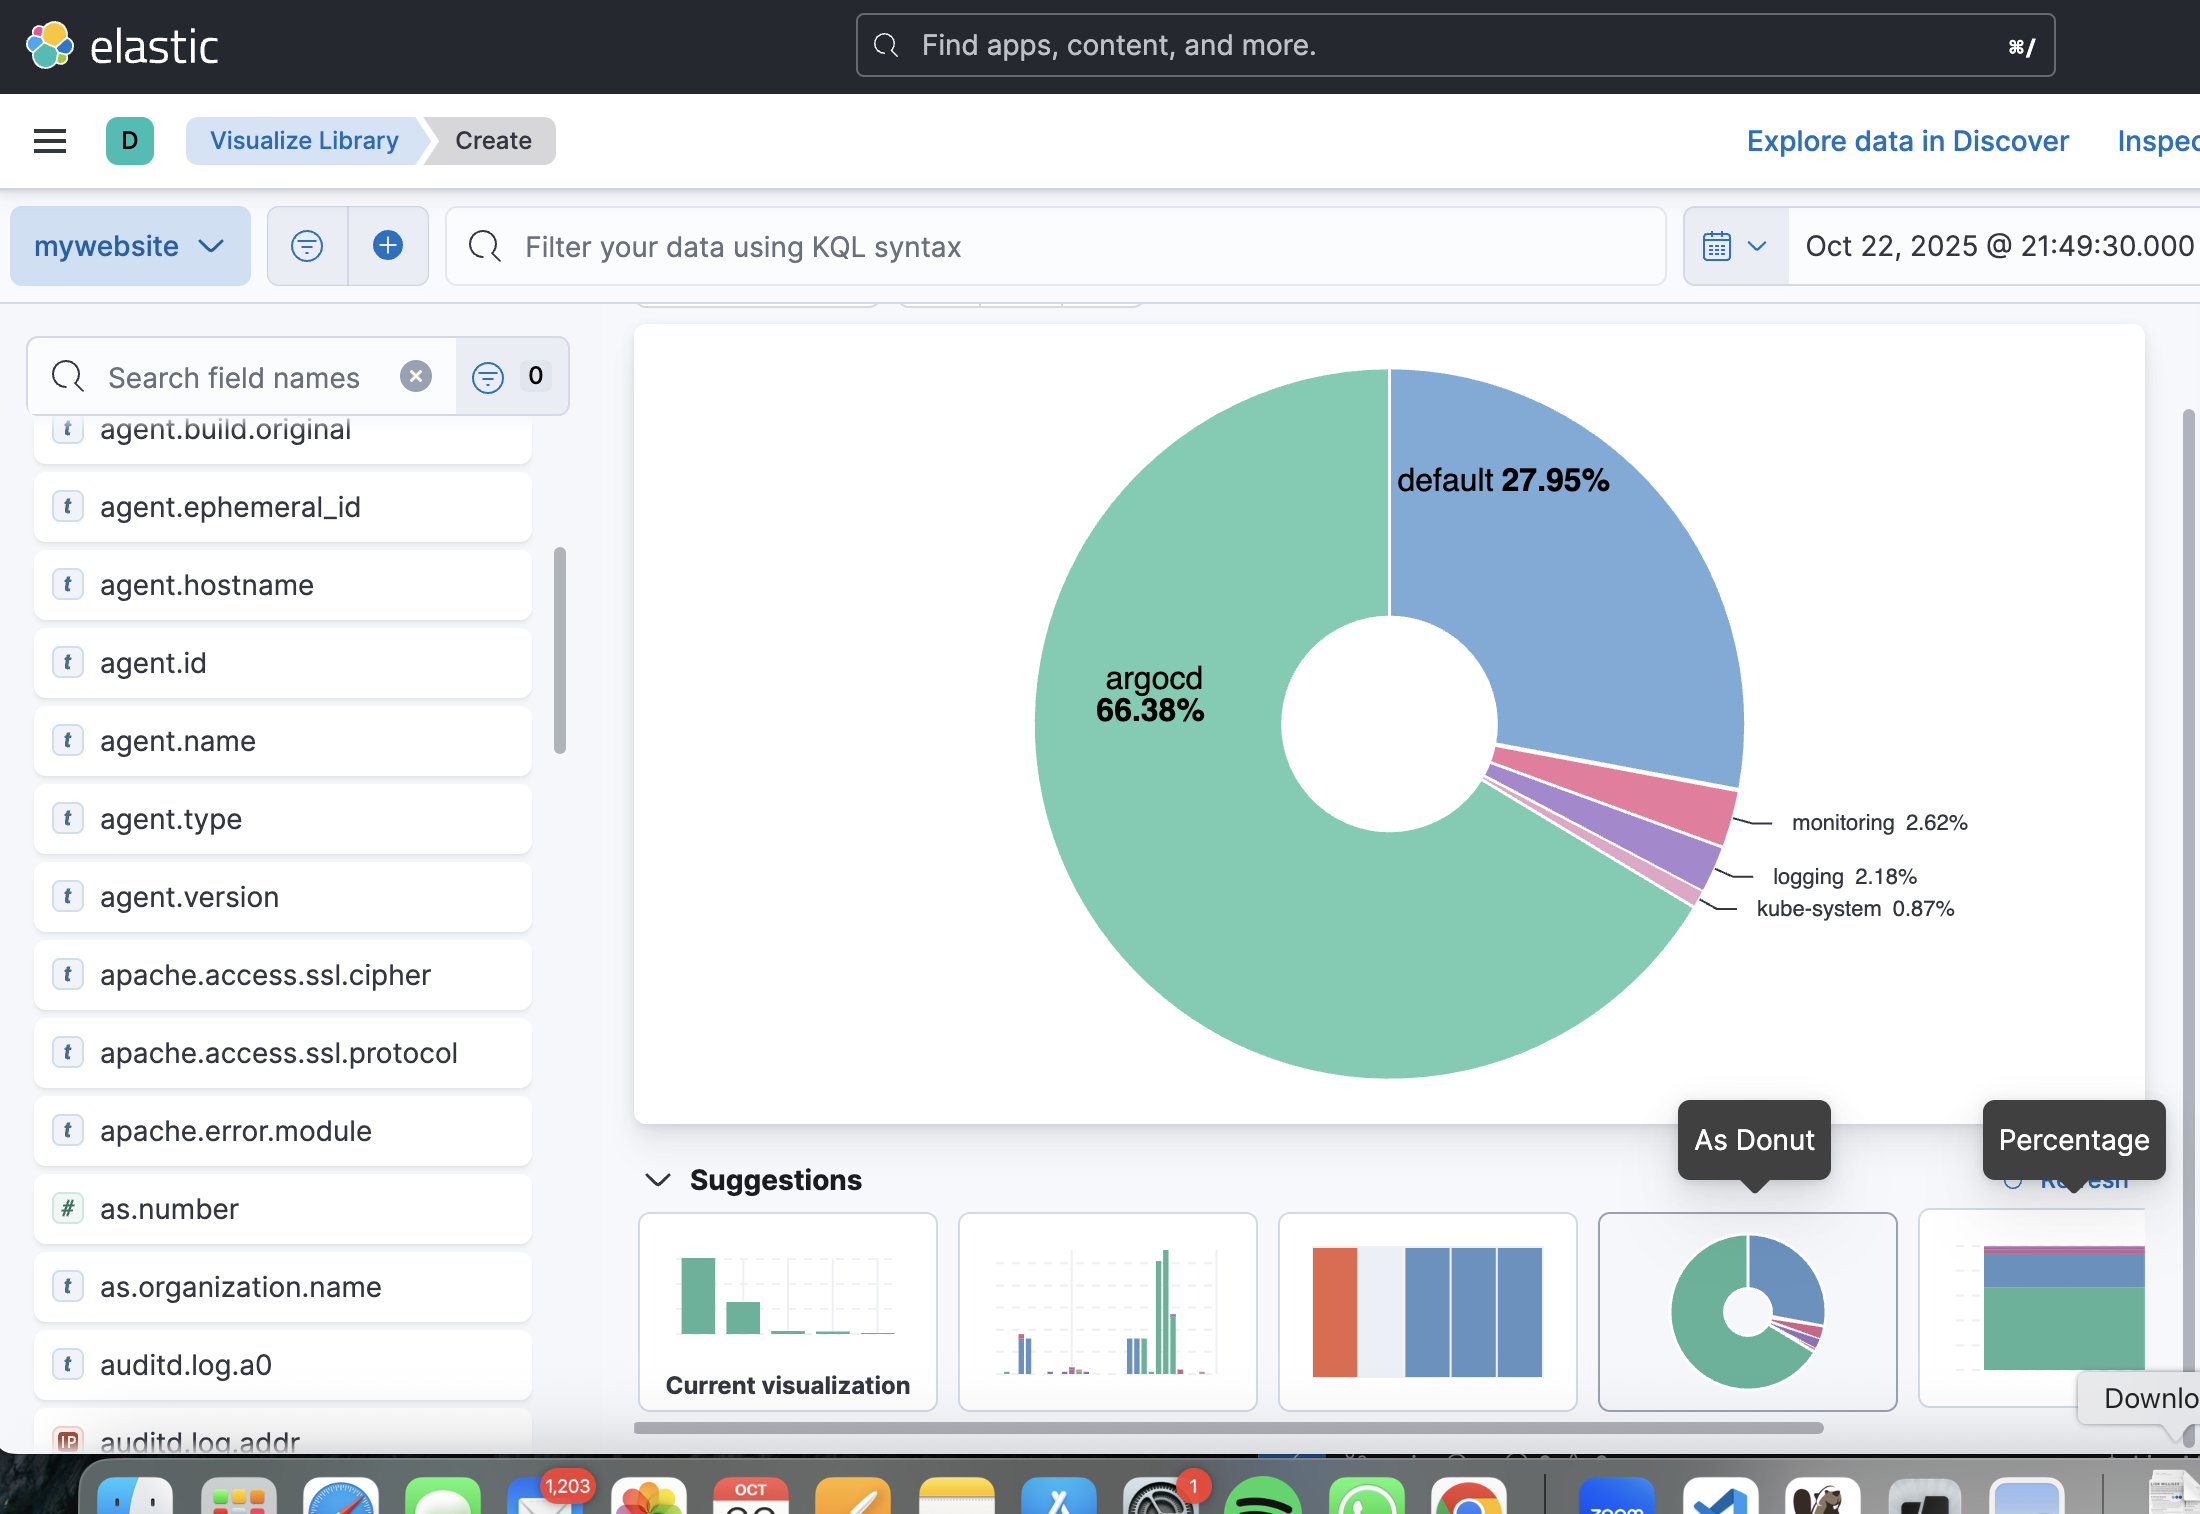 elastic
Find apps, content, and more.
⌘/
D
Visualize Library
Create
Explore data in Discover
Inspec
mywebsite
Filter your data using KQL syntax
Oct 22, 2025 @ 21:49:30.000
Search field names
0
t agent.build.original
t agent.ephemeral_id
t agent.hostname
t agent.id
t agent.name
t agent.type
t agent.version
t apache.access.ssl.cipher
t apache.access.ssl.protocol
t apache.error.module
# as.number
t as.organization.name
t auditd.log.a0
IP auditd.log.addr
default 27.95%
argocd
66.38%
monitoring 2.62%
logging 2.18%
kube-system 0.87%
As Donut
Percentage
Suggestions
Refresh
Current visualization
Downlo
1,203
OCT
1
zoom